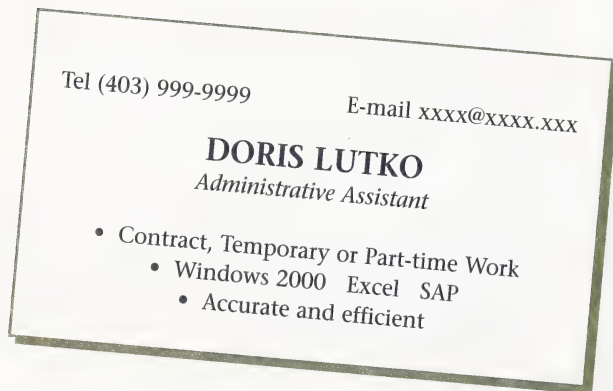 Tel (403) 999-9999 E-mail xxxx@xxxx.xxx
DORIS LUTKO
Administrative Assistant
• Contract, Temporary or Part-time Work
• Windows 2000 Excel SAP
• Accurate and efficient